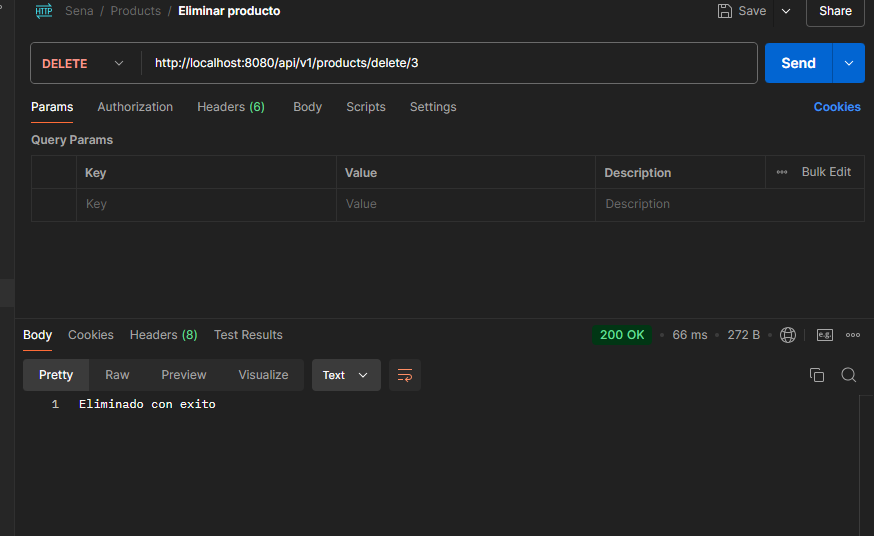 HTTP Sena / Products / Eliminar producto Save Share
DELETE http://localhost:8080/api/v1/products/delete/3 Send
Params Authorization Headers (6) Body Scripts Settings Cookies
Query Params
Key Value Description Bulk Edit
Key Value Description
Body Cookies Headers (8) Test Results 200 OK 66 ms 272 B e.g.
Pretty Raw Preview Visualize Text
1 Eliminado con exito